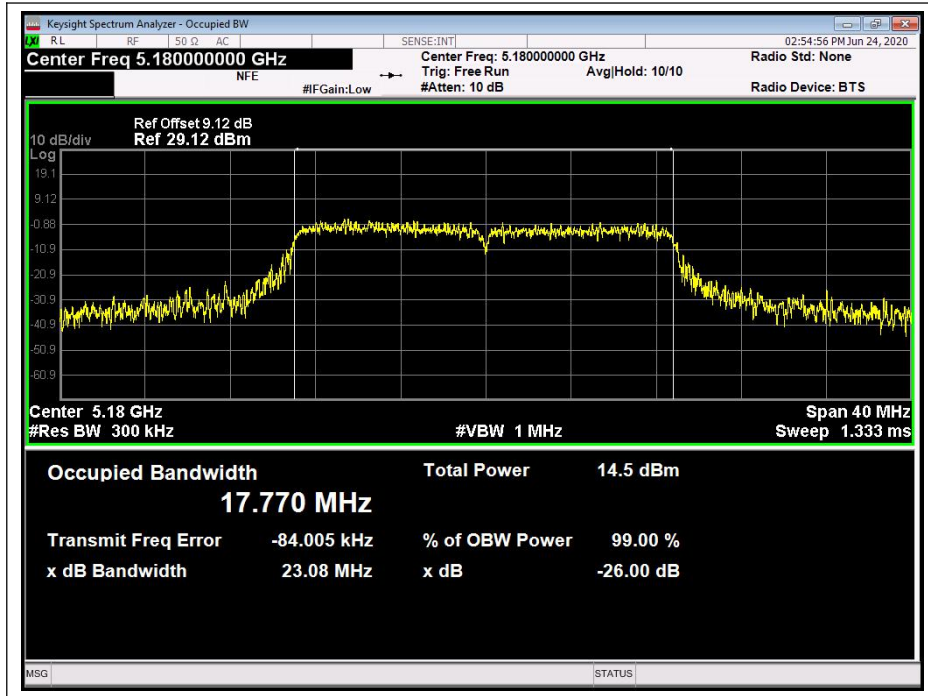 Keysight Spectrum Analyzer - Occupied BW
LXI RL RF 50 Ω AC SENSE:INT 02:54:56 PM Jun 24, 2020
Center Freq 5.180000000 GHz Center Freq: 5.180000000 GHz Radio Std: None
NFE Trig: Free Run Avg|Hold: 10/10
#IFGain:Low #Atten: 10 dB Radio Device: BTS
Ref Offset 9.12 dB
10 dB/div Ref 29.12 dBm
Log
19.1
9.12
-0.88
-10.9
-20.9
-30.9
-40.9
-50.9
-60.9
Center 5.18 GHz Span 40 MHz
#Res BW 300 kHz #VBW 1 MHz Sweep 1.333 ms
Occupied Bandwidth Total Power 14.5 dBm
17.770 MHz
Transmit Freq Error -84.005 kHz % of OBW Power 99.00 %
x dB Bandwidth 23.08 MHz x dB -26.00 dB
MSG STATUS